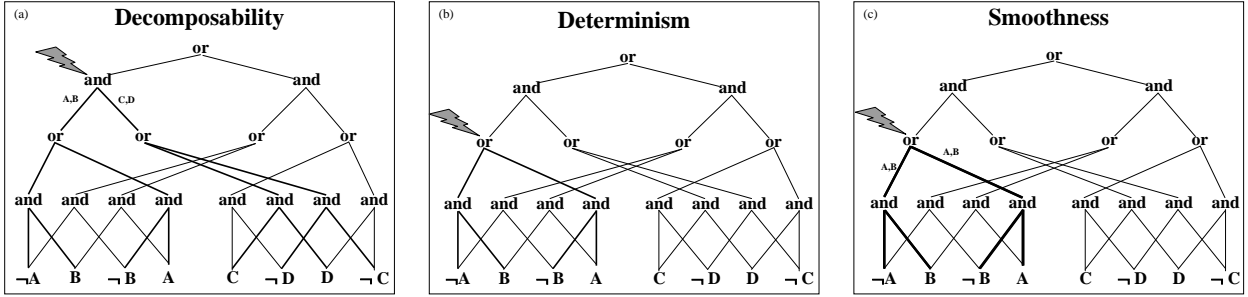 (a) Decomposability
or
and and
A,B C,D
or or or or
and and and and and and and and
¬A B ¬B A C ¬D D ¬C
(b) Determinism
or
and and
or or or or
and and and and and and and and
¬A B ¬B A C ¬D D ¬C
(c) Smoothness
or
and and
or or or or
A,B A,B
and and and and and and and and
¬A B ¬B A C ¬D D ¬C